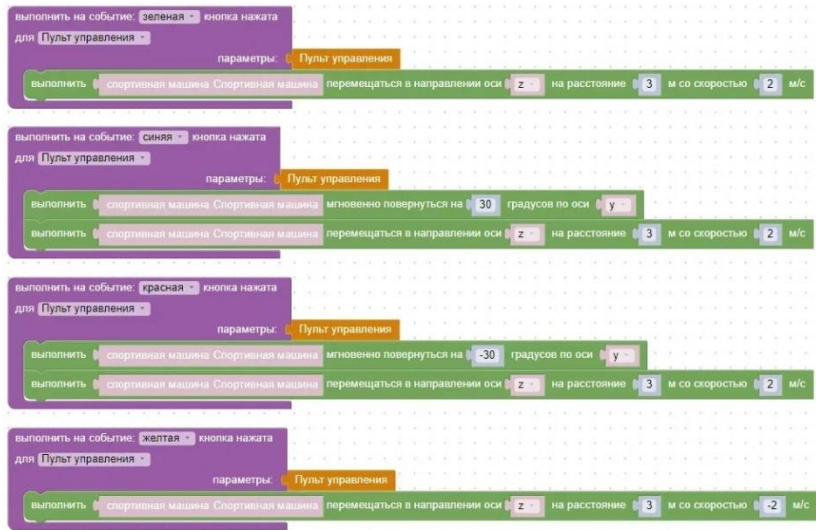 выполнить на событие: зеленая кнопка нажата
для Пульт управления
параметры: Пульт управления
выполнить спортивная машина Спортивная машина перемещаться в направлении оси z на расстояние 3 м со скоростью 2 м/с
выполнить на событие: синяя кнопка нажата
для Пульт управления
параметры: Пульт управления
выполнить спортивная машина Спортивная машина мгновенно повернуться на 30 градусов по оси y
выполнить спортивная машина Спортивная машина перемещаться в направлении оси z на расстояние 3 м со скоростью 2 м/с
выполнить на событие: красная кнопка нажата
для Пульт управления
параметры: Пульт управления
выполнить спортивная машина Спортивная машина мгновенно повернуться на -30 градусов по оси y
выполнить спортивная машина Спортивная машина перемещаться в направлении оси z на расстояние 3 м со скоростью 2 м/с
выполнить на событие: желтая кнопка нажата
для Пульт управления
параметры: Пульт управления
выполнить спортивная машина Спортивная машина перемещаться в направлении оси z на расстояние 3 м со скоростью -2 м/с